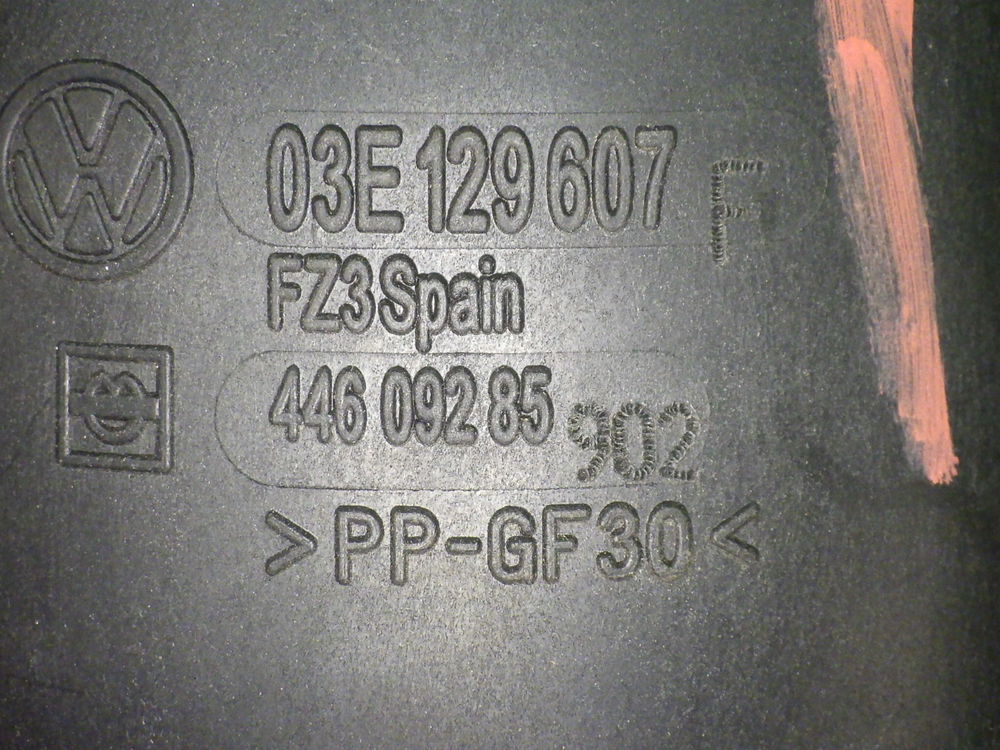 03E 129 607 F
FZ3 Spain
446 092 85 902
>PP-GF30<